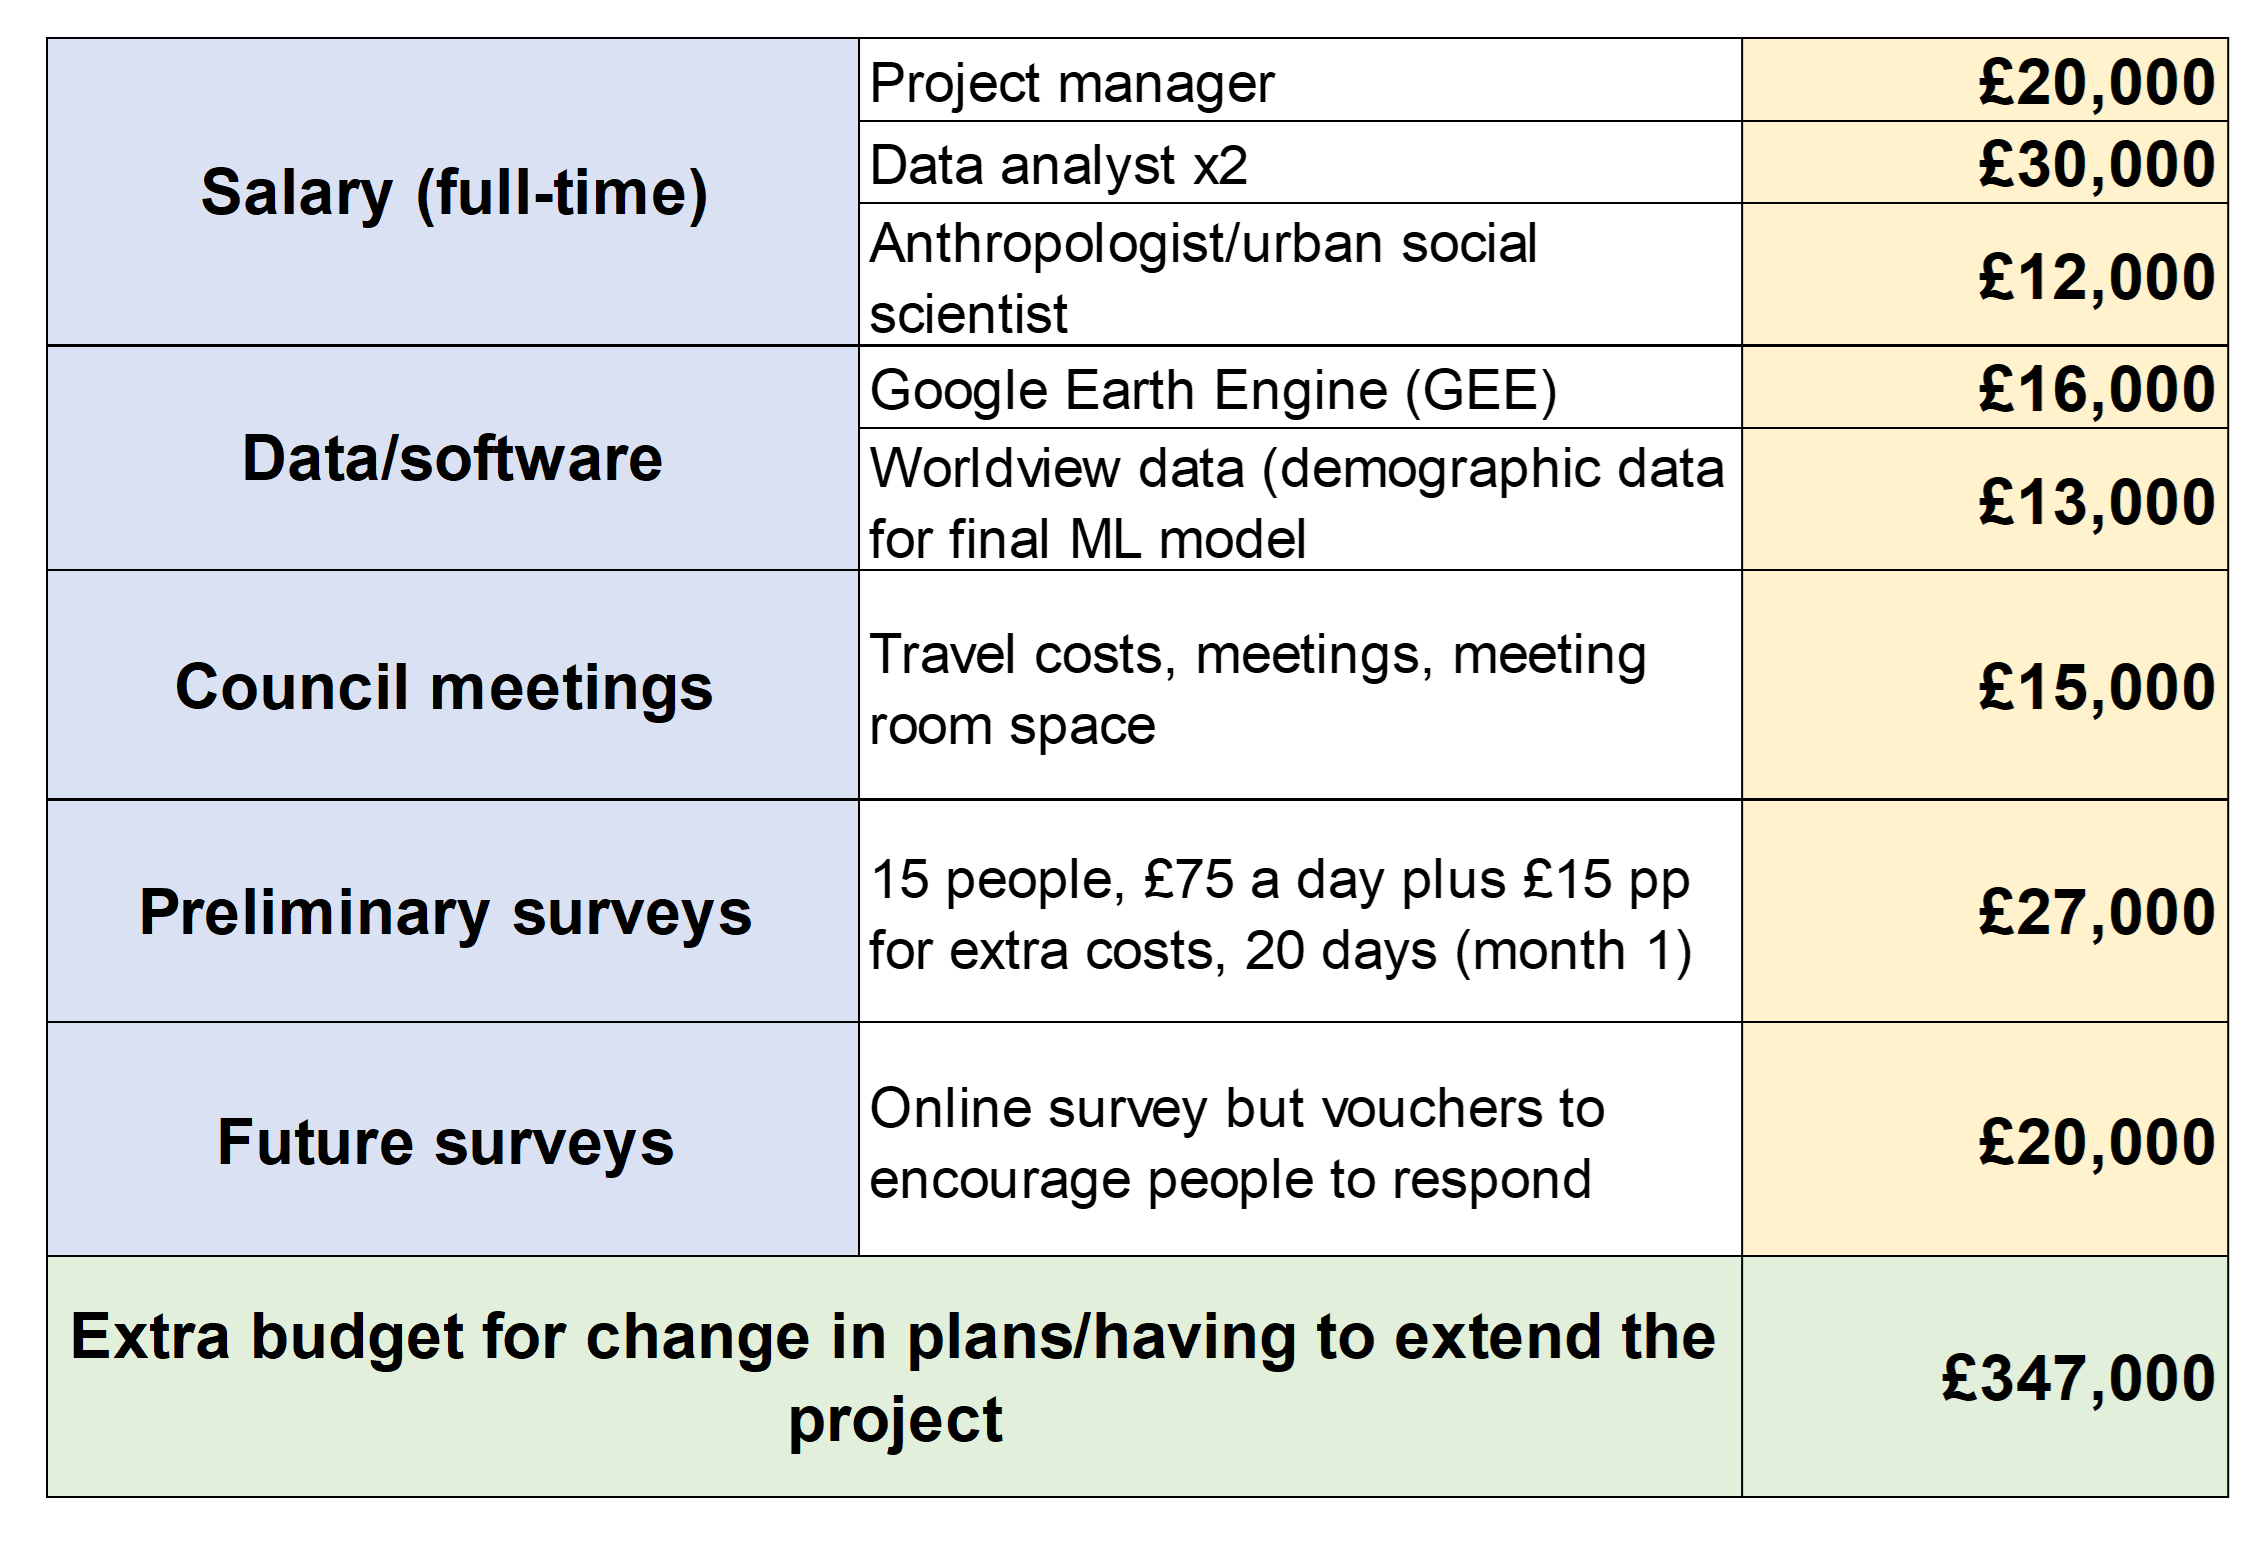 Salary (full-time)
Project manager
£20,000
Data analyst x2
£30,000
Anthropologist/urban social
scientist
£12,000
Data/software
Google Earth Engine (GEE)
£16,000
Worldview data (demographic data
for final ML model
£13,000
Council meetings
Travel costs, meetings, meeting
room space
£15,000
Preliminary surveys
15 people, £75 a day plus £15 pp
for extra costs, 20 days (month 1)
£27,000
Future surveys
Online survey but vouchers to
encourage people to respond
£20,000
Extra budget for change in plans/having to extend the
project
£347,000